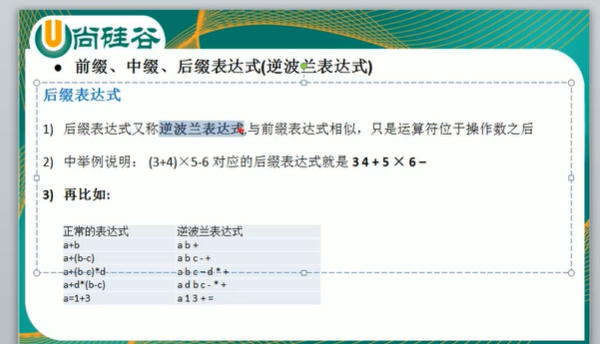 U尚硅谷
• 前缀、中缀、后缀表达式(逆波兰表达式)
后缀表达式
1) 后缀表达式又称逆波兰表达式,与前缀表达式相似，只是运算符位于操作数之后
2) 中举例说明： (3+4)×5-6 对应的后缀表达式就是 3 4 + 5 × 6 –
3) 再比如:
正常的表达式 逆波兰表达式
a+b a b +
a+(b-c) a b c - +
a+(b-c)*d a b c – d * +
a+d*(b-c) a d b c - * +
a=1+3 a 1 3 + =